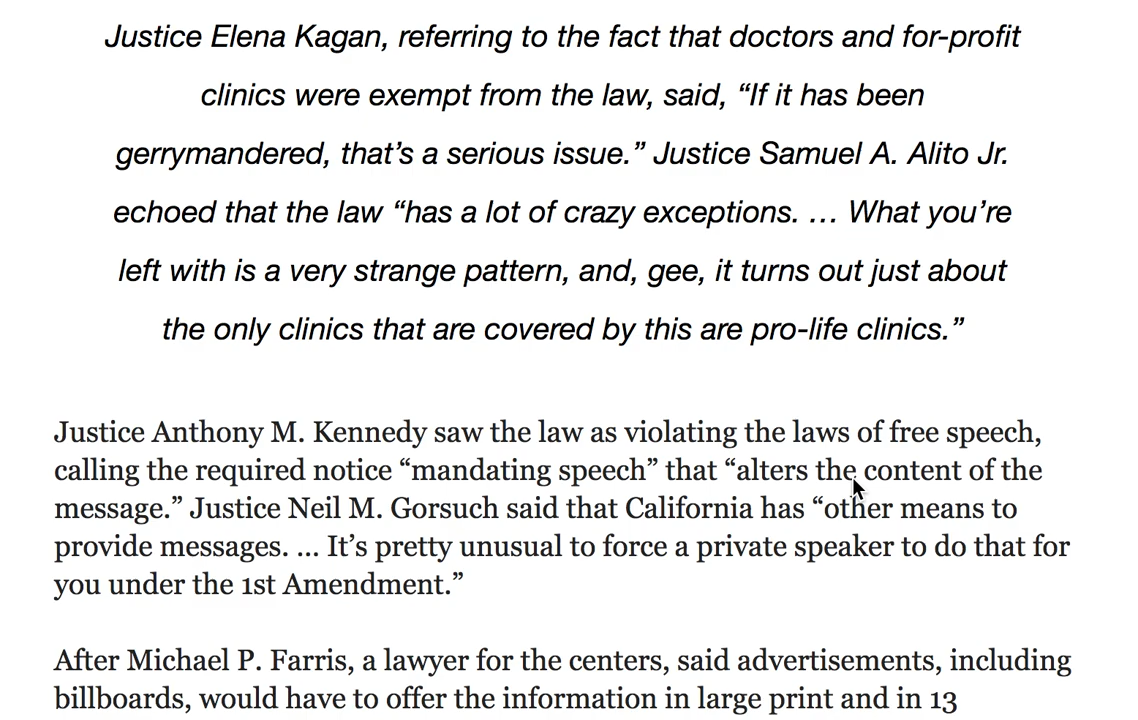 Justice Elena Kagan, referring to the fact that doctors and for-profit
clinics were exempt from the law, said, “If it has been
gerrymandered, that’s a serious issue.” Justice Samuel A. Alito Jr.
echoed that the law “has a lot of crazy exceptions. … What you’re
left with is a very strange pattern, and, gee, it turns out just about
the only clinics that are covered by this are pro-life clinics.”
Justice Anthony M. Kennedy saw the law as violating the laws of free speech,
calling the required notice “mandating speech” that “alters the content of the
message.” Justice Neil M. Gorsuch said that California has “other means to
provide messages. ... It’s pretty unusual to force a private speaker to do that for
you under the 1st Amendment.”
After Michael P. Farris, a lawyer for the centers, said advertisements, including
billboards, would have to offer the information in large print and in 13